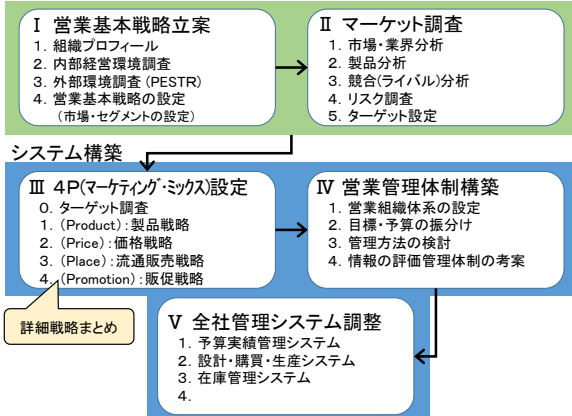 Ⅰ 営業基本戦略立案
1. 組織プロフィール
2. 内部経営環境調査
3. 外部環境調査(PESTR)
4. 営業基本戦略の設定
(市場・セグメントの設定)
Ⅱ マーケット調査
1. 市場・業界分析
2. 製品分析
3. 競合(ライバル)分析
4. リスク調査
5. ターゲット設定
システム構築
Ⅲ 4P(マーケティング・ミックス)設定
0. ターゲット調査
1. (Product):製品戦略
2. (Price):価格戦略
3. (Place):流通販売戦略
4. (Promotion):販促戦略
詳細戦略まとめ
Ⅳ 営業管理体制構築
1. 営業組織体系の設定
2. 目標・予算の振分け
3. 管理方法の検討
4. 情報の評価管理体制の考案
Ⅴ 全社管理システム調整
1. 予算実績管理システム
2. 設計・購買・生産システム
3. 在庫管理システム
4.